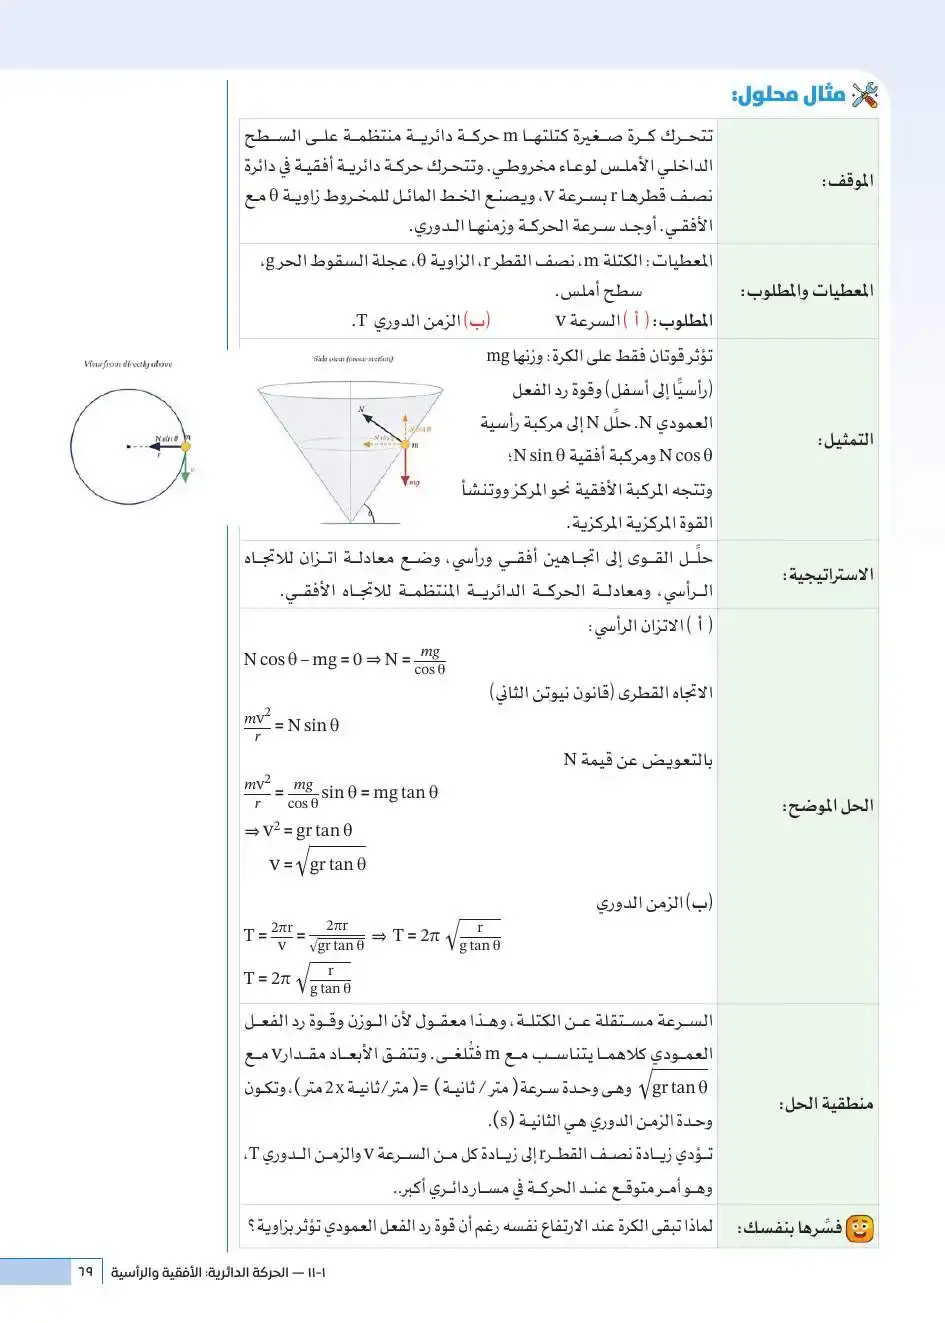 مثال محلول:
الموقف:
تتحرك كرة صغيرة كتلتها m حركة دائرية منتظمة على السطح
الداخلي الأملس لوعاء مخروطي. وتتحرك حركة دائرية أفقية في دائرة
نصف قطرها r بسرعة v، ويصنع الخط المائل للمخروط زاوية θ مع
الأفقي. أوجد سرعة الحركة وزمنها الدوري.
المعطيات والمطلوب:
المعطيات: الكتلة m، نصف القطر r، الزاوية θ، عجلة السقوط الحر g،
سطح أملس.
المطلوب: (أ) السرعة v (ب) الزمن الدوري T.
التمثيل:
تؤثر قوتان فقط على الكرة: وزنها mg
(رأسيًّا إلى أسفل) وقوة رد الفعل
العمودي N. حلِّل N إلى مركبة رأسية
N cos θ ومركبة أفقية N sin θ؛
وتتجه المركبة الأفقية نحو المركز ووتنشأ
القوة المركزية المركزية.
Side view (cross-section)
N
N cos θ
N sin θ
m
mg
θ
View from directly above
N sin θ
m
r
v
الاستراتيجية:
حلِّل القوى إلى اتجاهين أفقي ورأسي، وضع معادلة اتزان للاتجاه
الرأسي، ومعادلة الحركة الدائرية المنتظمة للاتجاه الأفقي.
الحل الموضح:
(أ) الاتزان الرأسي:
N cos θ – mg = 0 ⇒ N = mg / cos θ
الاتجاه القطرى (قانون نيوتن الثاني)
mv² / r = N sin θ
بالتعويض عن قيمة N
mv² / r = mg / cos θ sin θ = mg tan θ
⇒ v² = gr tan θ
v = √gr tan θ
(ب) الزمن الدوري
T = 2πr / v = 2πr / √gr tan θ ⇒ T = 2π √r / g tan θ
T = 2π √r / g tan θ
منطقية الحل:
السرعة مستقلة عن الكتلة، وهذا معقول لأن الوزن وقوة رد الفعل
العمودي كلاهما يتناسب مع m فتُلغى. وتتفق الأبعاد مقدار v مع
√gr tan θ وهى وحدة سرعة (متر / ثانية) = (متر/ثانية 2 x متر)، وتكون
وحدة الزمن الدوري هي الثانية (s).
تؤدي زيادة نصف القطر r إلى زيادة كل من السرعة v والزمن الدوري T،
وهو أمر متوقع عند الحركة في مسار دائري أكبر..
فسِّرها بنفسك:
لماذا تبقى الكرة عند الارتفاع نفسه رغم أن قوة رد الفعل العمودي تؤثر بزاوية؟
١-١١ — الحركة الدائرية: الأفقية والرأسية
٦٩